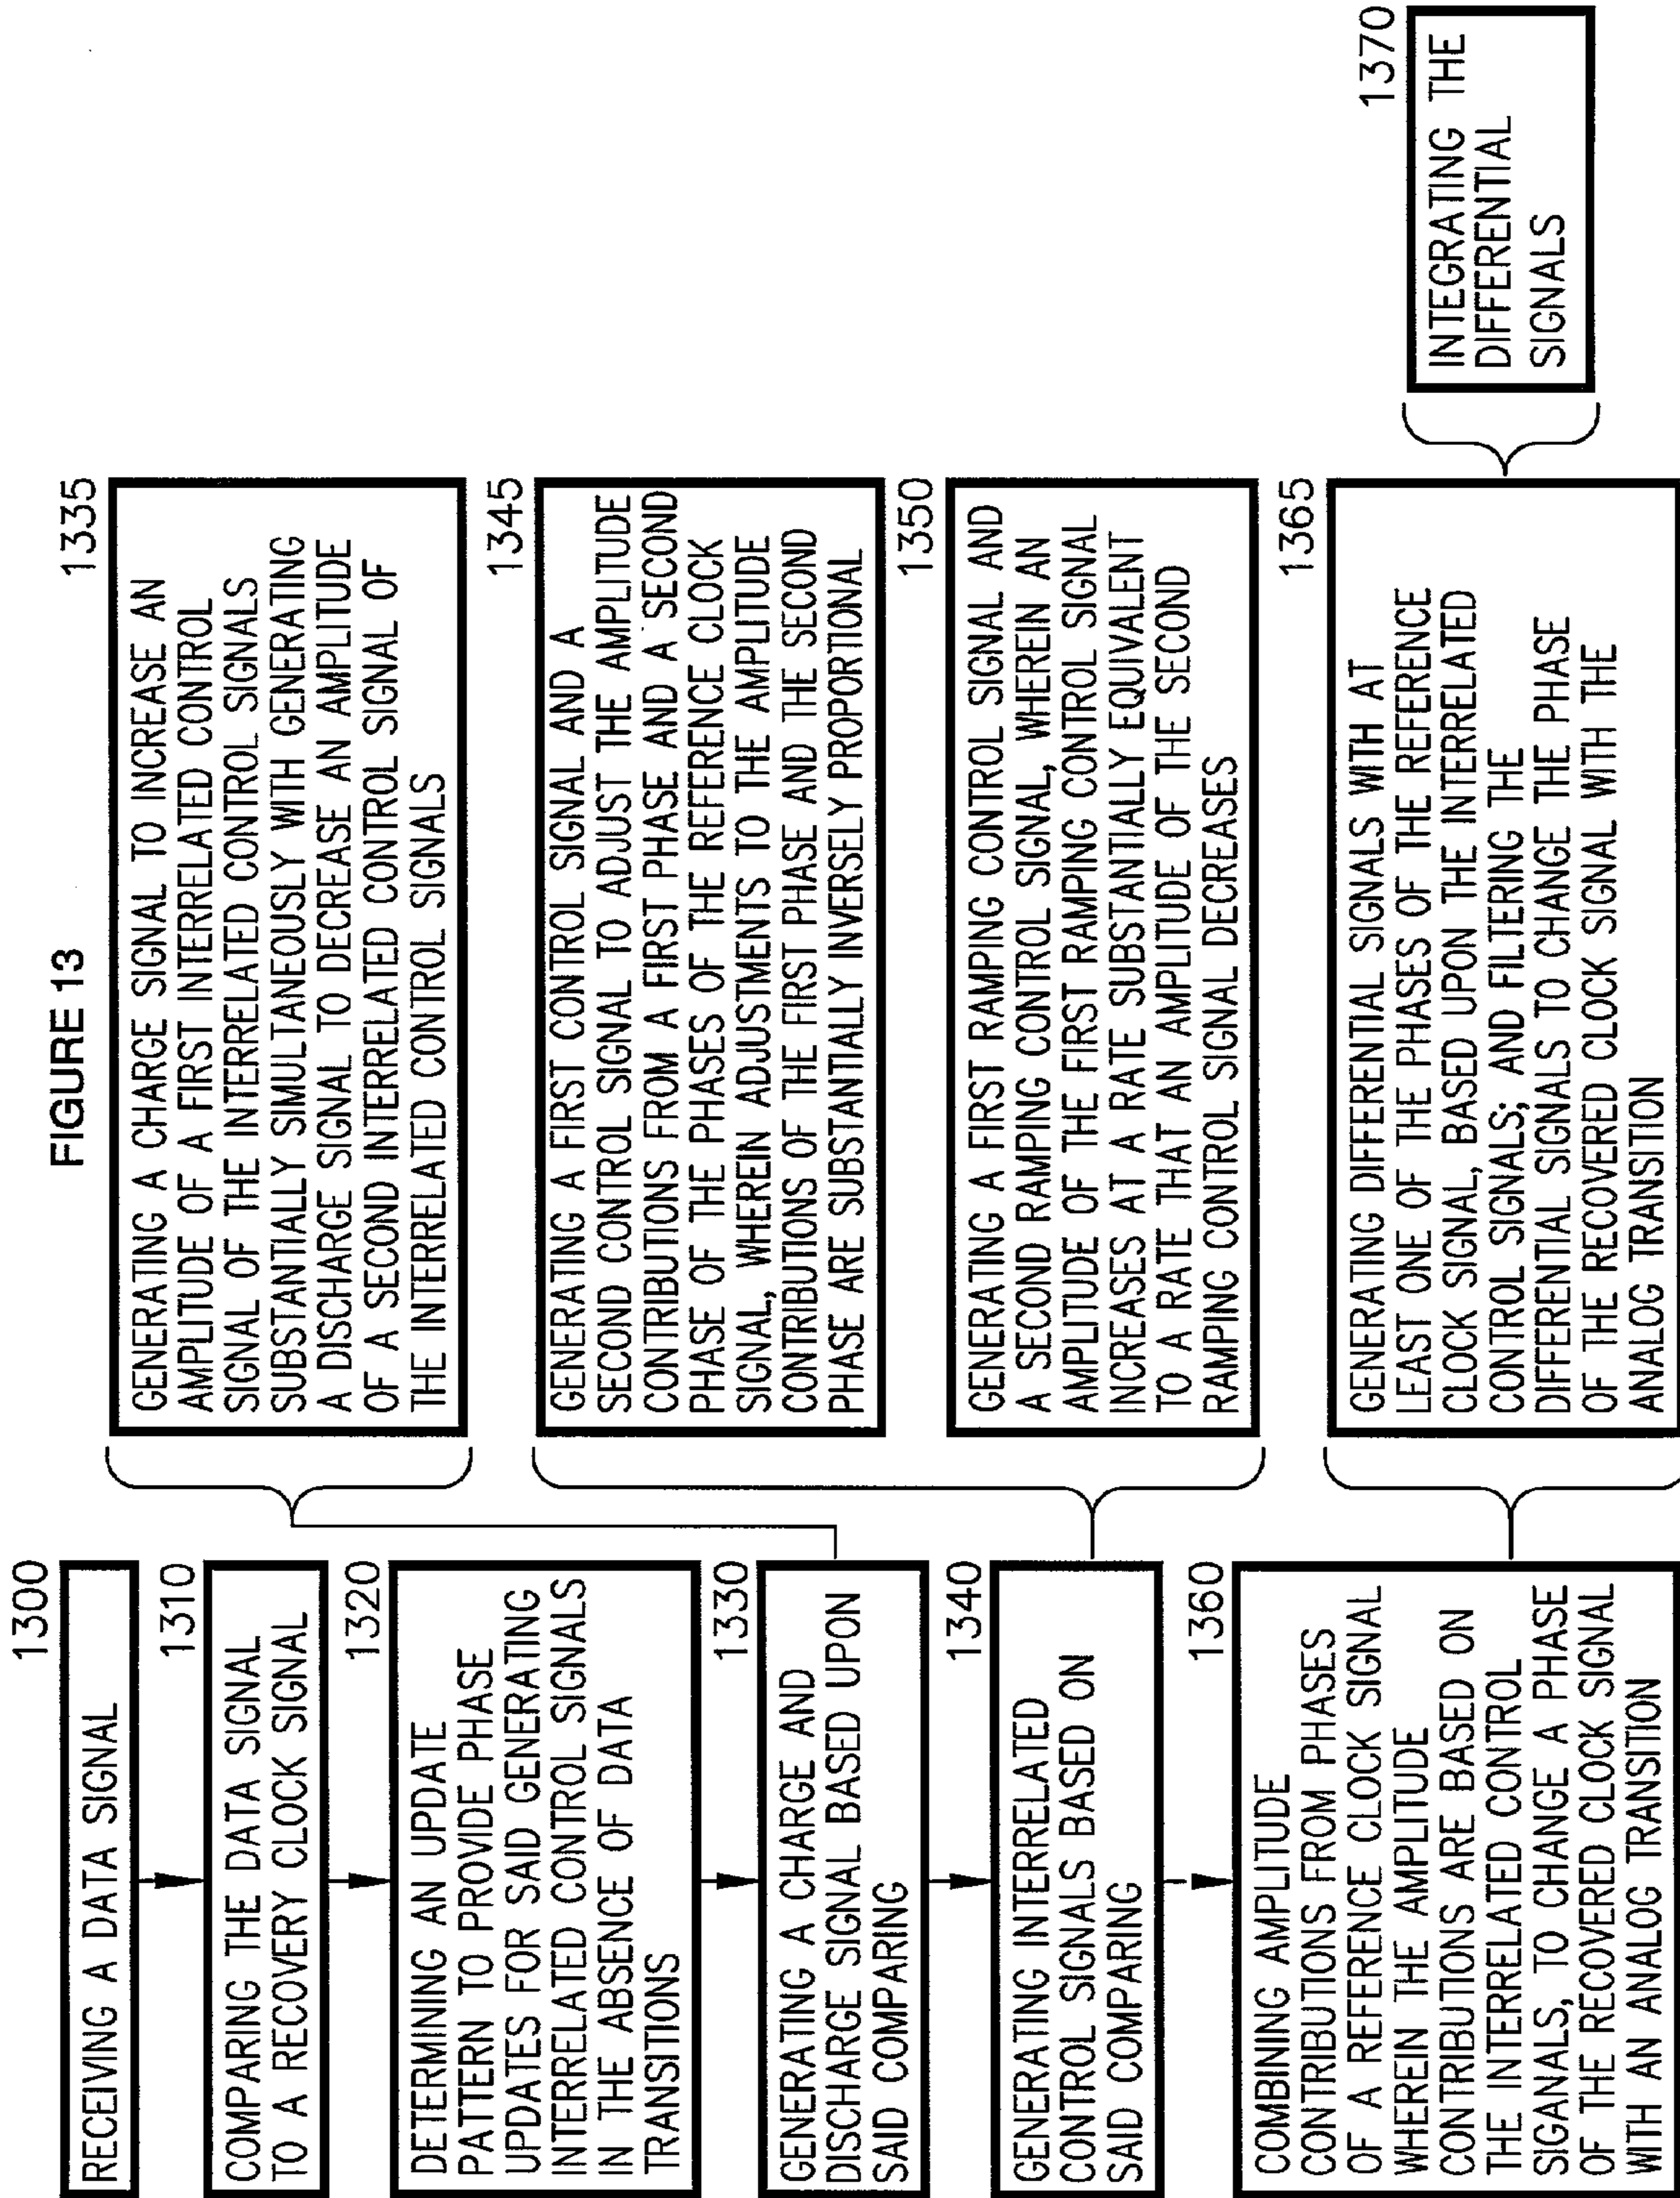 FIGURE 13
1300
RECEIVING A DATA SIGNAL
1310
COMPARING THE DATA SIGNAL
TO A RECOVERY CLOCK SIGNAL
1320
DETERMINING AN UPDATE
PATTERN TO PROVIDE PHASE
UPDATES FOR SAID GENERATING
INTERRELATED CONTROL SIGNALS
IN THE ABSENCE OF DATA
TRANSITIONS
1330
GENERATING A CHARGE AND
DISCHARGE SIGNAL BASED UPON
SAID COMPARING
1340
GENERATING INTERRELATED
CONTROL SIGNALS BASED ON
SAID COMPARING
1360
COMBINING AMPLITUDE
CONTRIBUTIONS FROM PHASES
OF A REFERENCE CLOCK SIGNAL
WHEREIN THE AMPLITUDE
CONTRIBUTIONS ARE BASED ON
THE INTERRELATED CONTROL
SIGANALS, TO CHANGE A PHASE
OF THE RECOVERED CLOCK SIGNAL
WITH AN ANALOG TRANSITION
1335
GENERATING A CHARGE SIGNAL TO INCREASE AN
AMPLITUDE OF A FIRST INTERRELATED CONTROL
SIGNAL OF THE INTERRELATED CONTROL SIGNALS
SUBSTANTIALLY SIMULTANEOUSLY WITH GENERATING
A DISCHARGE SIGNAL TO DECREASE AN AMPLITUDE
OF A SECOND INTERRELATED CONTROL SIGNAL OF
THE INTERRELATED CONTROL SIGNALS
1345
GENERATING A FIRST CONTROL SIGNAL AND A
SECOND CONTROL SIGNAL TO ADJUST THE AMPLITUDE
CONTRIBUTIONS FROM A FIRST PHASE AND A SECOND
PHASE OF THE PHASES OF THE REFERENCE CLOCK
SIGNAL, WHEREIN ADJUSTMENTS TO THE AMPLITUDE
CONTRIBUTIONS OF THE FIRST PHASE AND THE SECOND
PHASE ARE SUBSTANTIALLY INVERSELY PROPORTIONAL
1350
GENERATING A FIRST RAMPING CONTROL SIGNAL AND
A SECOND RAMPING CONTROL SIGNAL, WHEREIN AN
AMPLITUDE OF THE FIRST RAMPING CONTROL SIGNAL
INCREASES AT A RATE SUBSTANTIALLY EQUIVALENT
TO A RATE THAT AN AMPLITUDE OF THE SECOND
RAMPING CONTROL SIGNAL DECREASES
1365
GENERATING DIFFERENTIAL SIGNALS WITH AT
LEAST ONE OF THE PHASES OF THE REFERENCE
CLOCK SIGNAL, BASED UPON THE INTERRELATED
CONTROL SIGNALS; AND FILTERING THE
DIFFERENTIAL SIGNALS TO CHANGE THE PHASE
OF THE RECOVERED CLOCK SIGNAL WITH THE
ANALOG TRANSITION
1370
INTEGRATING THE
DIFFERENTIAL
SIGNALS